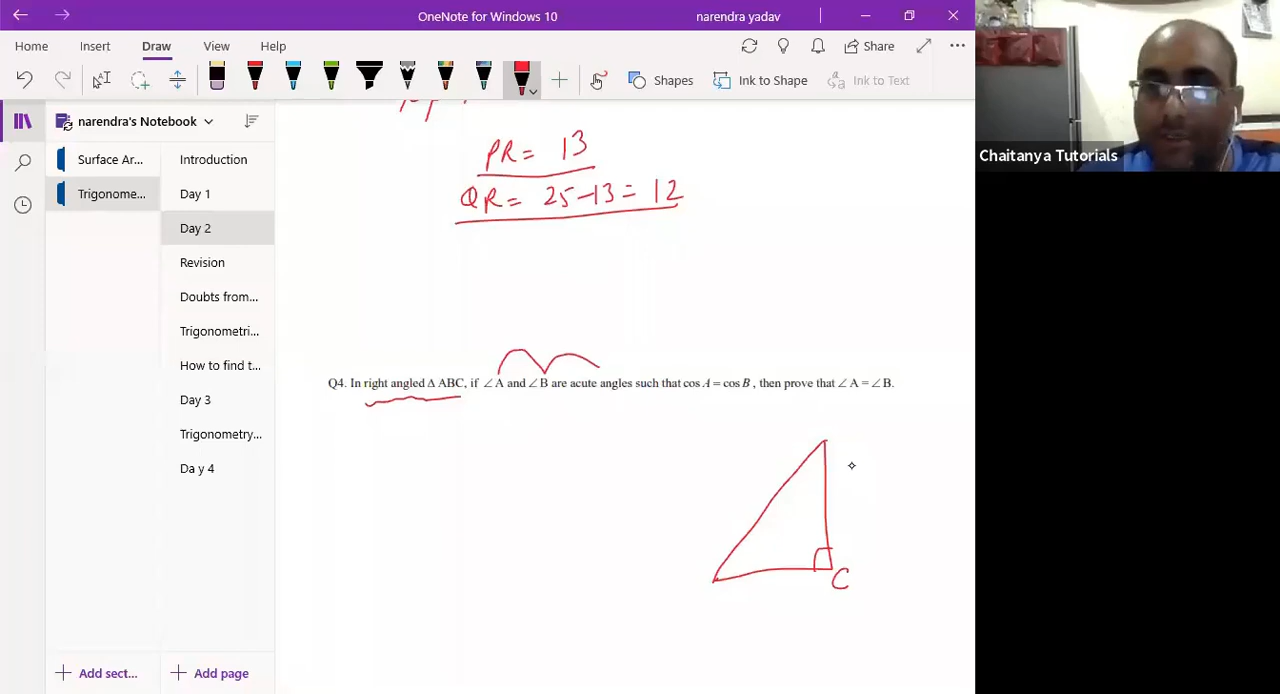 OneNote for Windows 10
narendra yadav
Home Insert Draw View Help
Share
Shapes
Ink to Shape
Ink to Text
narendra's Notebook
Surface Ar...
Trigonome...
Introduction
Day 1
Day 2
Revision
Doubts from...
Trigonometri...
How to find t...
Day 3
Trigonometry...
Da y 4
Add sect...
Add page
PR = 13
QR = 25-13 = 12
Q4. In right angled Δ ABC, if ∠A and ∠B are acute angles such that cos A = cos B , then prove that ∠A = ∠B.
C
Chaitanya Tutorials